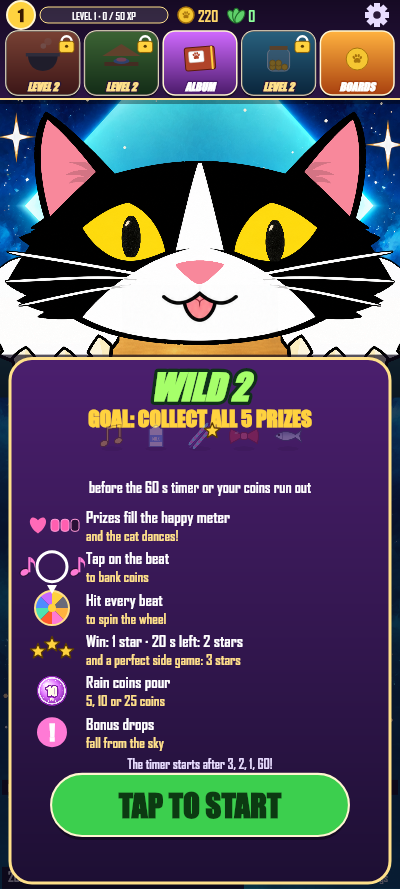 1
LEVEL 1 · 0 / 50 XP
220
0
LEVEL 2
LEVEL 2
ALBUM
LEVEL 2
BOARDS
WILD 2
GOAL: COLLECT ALL 5 PRIZES
before the 60 s timer or your coins run out
Prizes fill the happy meter
and the cat dances!
Tap on the beat
to bank coins
Hit every beat
to spin the wheel
Win: 1 star · 20 s left: 2 stars
and a perfect side game: 3 stars
10
Rain coins pour
5, 10 or 25 coins
!
Bonus drops
fall from the sky
The timer starts after 3, 2, 1, GO!
TAP TO START